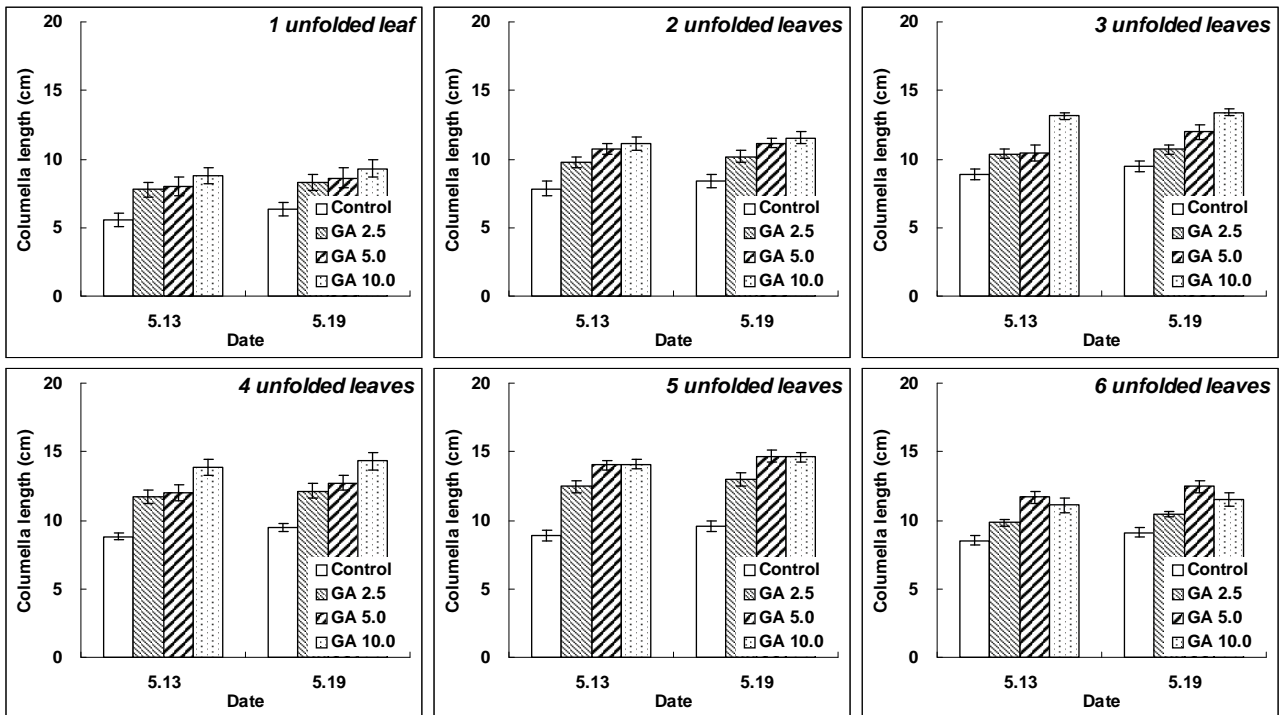 1 unfolded leaf
Columella length (cm)
20
15
10
5
0
Control
GA 2.5
GA 5.0
GA 10.0
5.13
5.19
Date
2 unfolded leaves
Columella length (cm)
20
15
10
5
0
Control
GA 2.5
GA 5.0
GA 10.0
5.13
5.19
Date
3 unfolded leaves
Columella length (cm)
20
15
10
5
0
Control
GA 2.5
GA 5.0
GA 10.0
5.13
5.19
Date
4 unfolded leaves
Columella length (cm)
20
15
10
5
0
Control
GA 2.5
GA 5.0
GA 10.0
5.13
5.19
Date
5 unfolded leaves
Columella length (cm)
20
15
10
5
0
Control
GA 2.5
GA 5.0
GA 10.0
5.13
5.19
Date
6 unfolded leaves
Columella length (cm)
20
15
10
5
0
Control
GA 2.5
GA 5.0
GA 10.0
5.13
5.19
Date